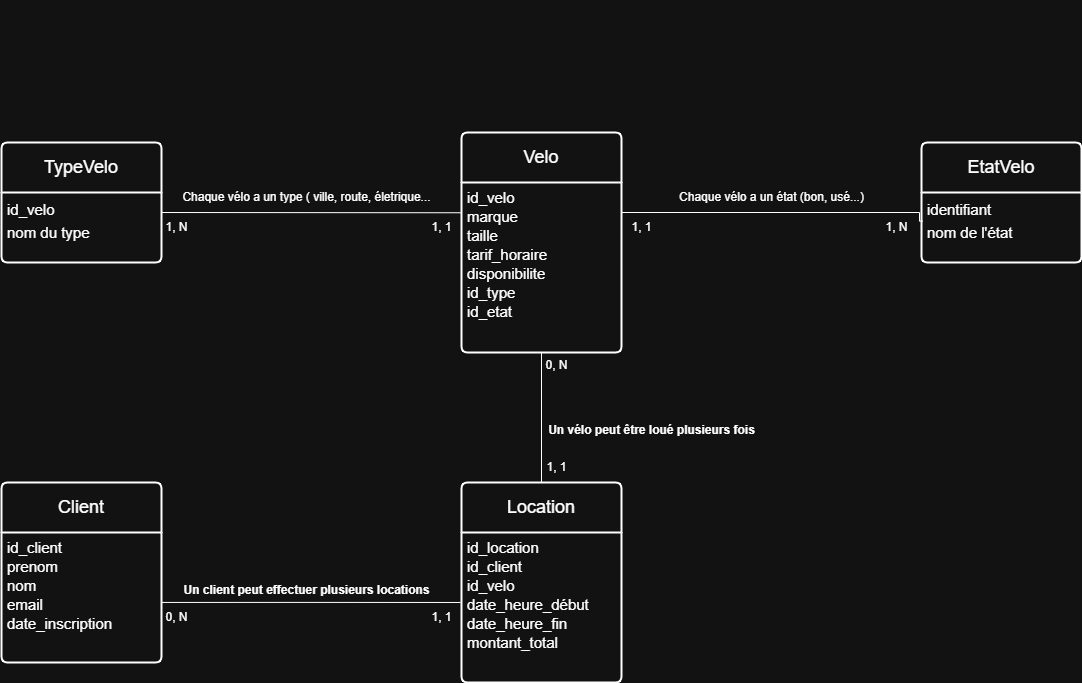 TypeVelo
id_velo
nom du type
Chaque vélo a un type ( ville, route, életrique...
1, N
1, 1
Velo
id_velo
marque
taille
tarif_horaire
disponibilite
id_type
id_etat
Chaque vélo a un état (bon, usé...)
1, 1
1, N
EtatVelo
identifiant
nom de l'état
0, N
Un vélo peut être loué plusieurs fois
1, 1
Client
id_client
prenom
nom
email
date_inscription
Un client peut effectuer plusieurs locations
0, N
1, 1
Location
id_location
id_client
id_velo
date_heure_début
date_heure_fin
montant_total